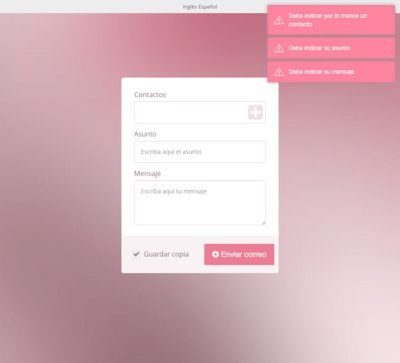 Inglés Español
Debe indicar por lo menos un
contacto
Debe indicar su asunto
Debe indicar su mensaje
Contactos
Asunto
Escriba aquí el asunto
Mensaje
Escriba aquí tu mensaje
Guardar copia
Enviar correo